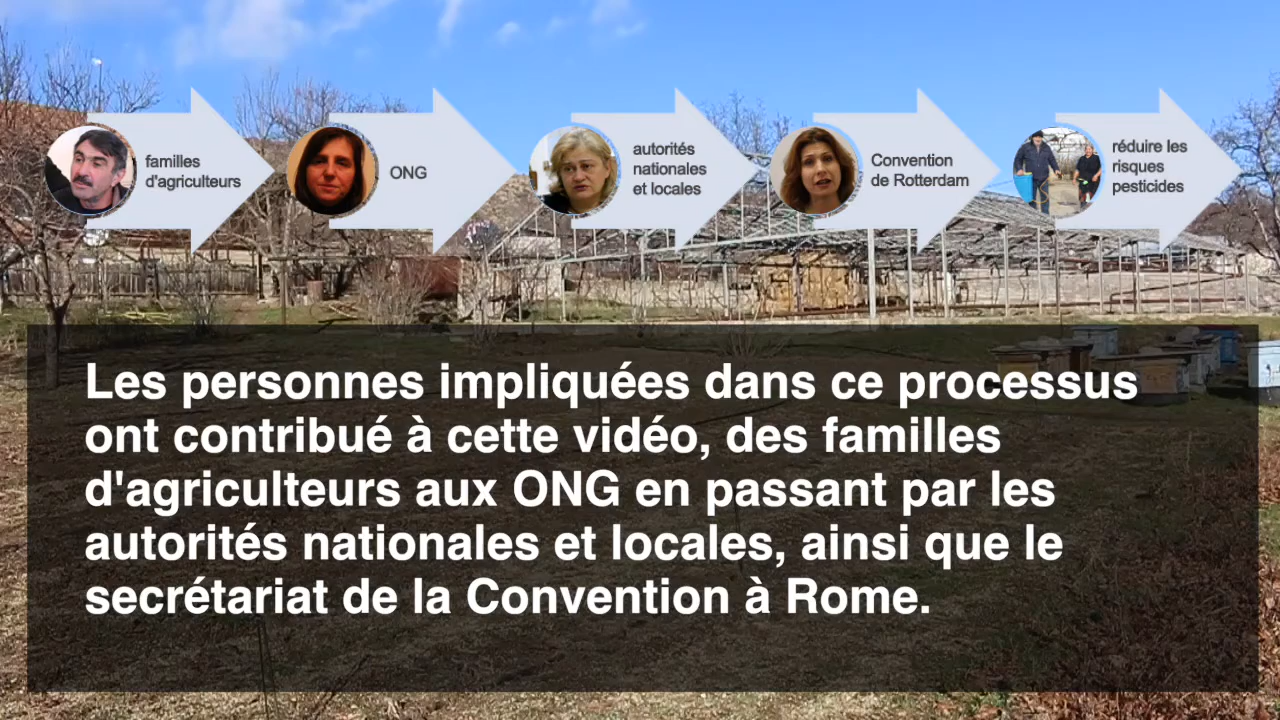 familles
d'agriculteurs
ONG
autorités
nationales
et locales
Convention
de Rotterdam
réduire les
risques
pesticides
Les personnes impliquées dans ce processus
ont contribué à cette vidéo, des familles
d'agriculteurs aux ONG en passant par les
autorités nationales et locales, ainsi que le
secrétariat de la Convention à Rome.